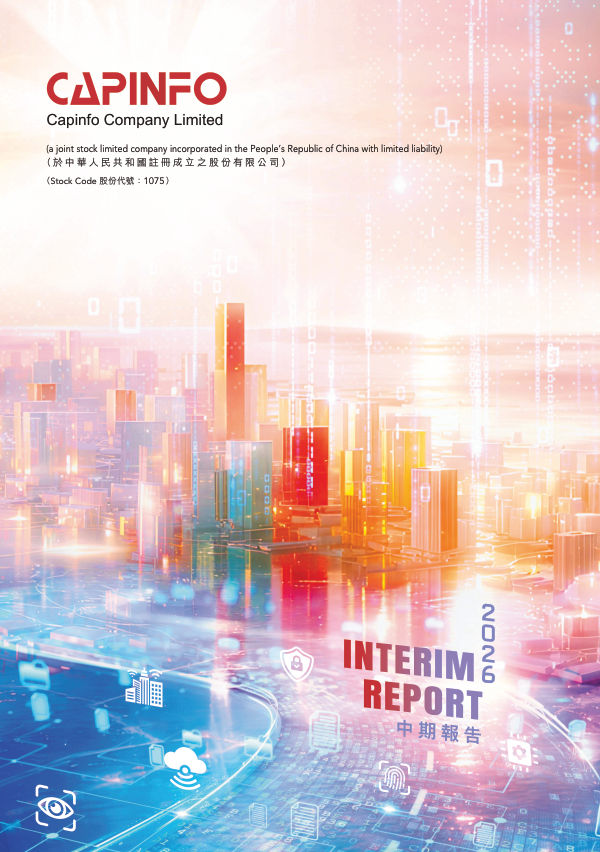 CAPINFO
Capinfo Company Limited
(a joint stock limited company incorporated in the People's Republic of China with limited liability)
(於中華人民共和國註冊成立之股份有限公司)
(Stock Code 股份代號：1075)
2026
INTERIM
REPORT
中期報告